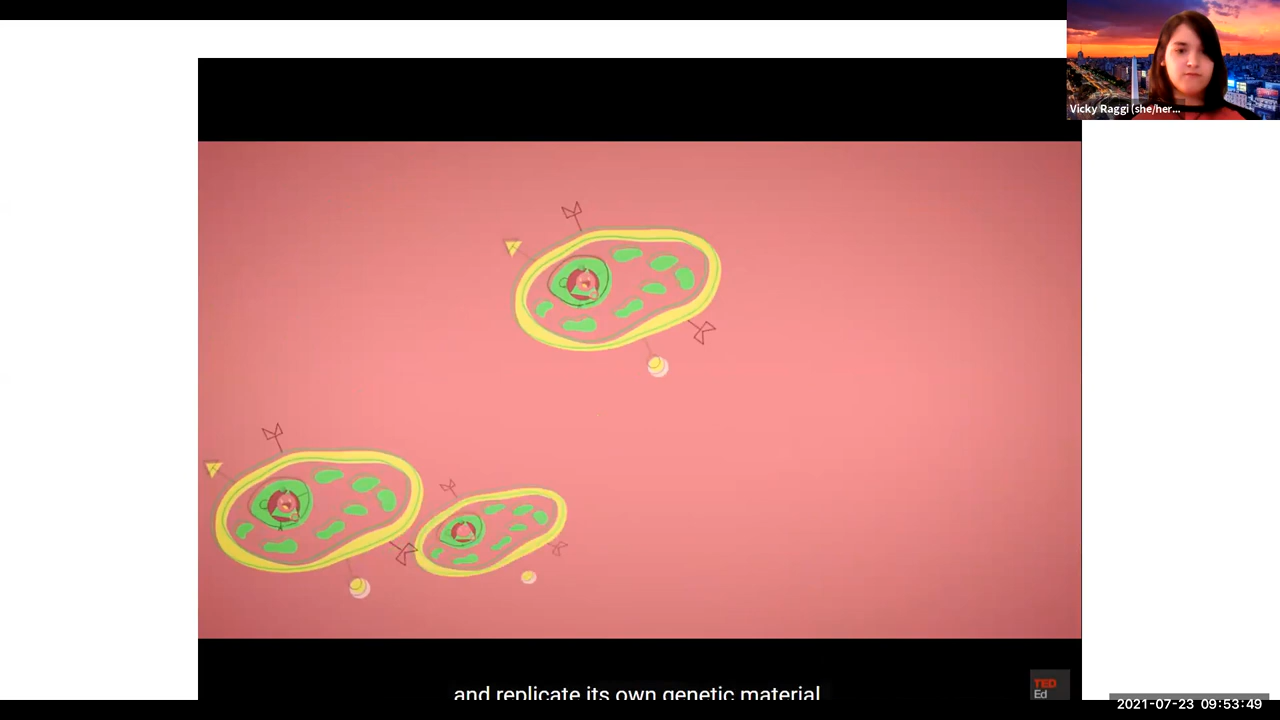 Vicky Raggi (she/her...
and replicate its own genetic material
TED
Ed
2021-07-23 09:53:49